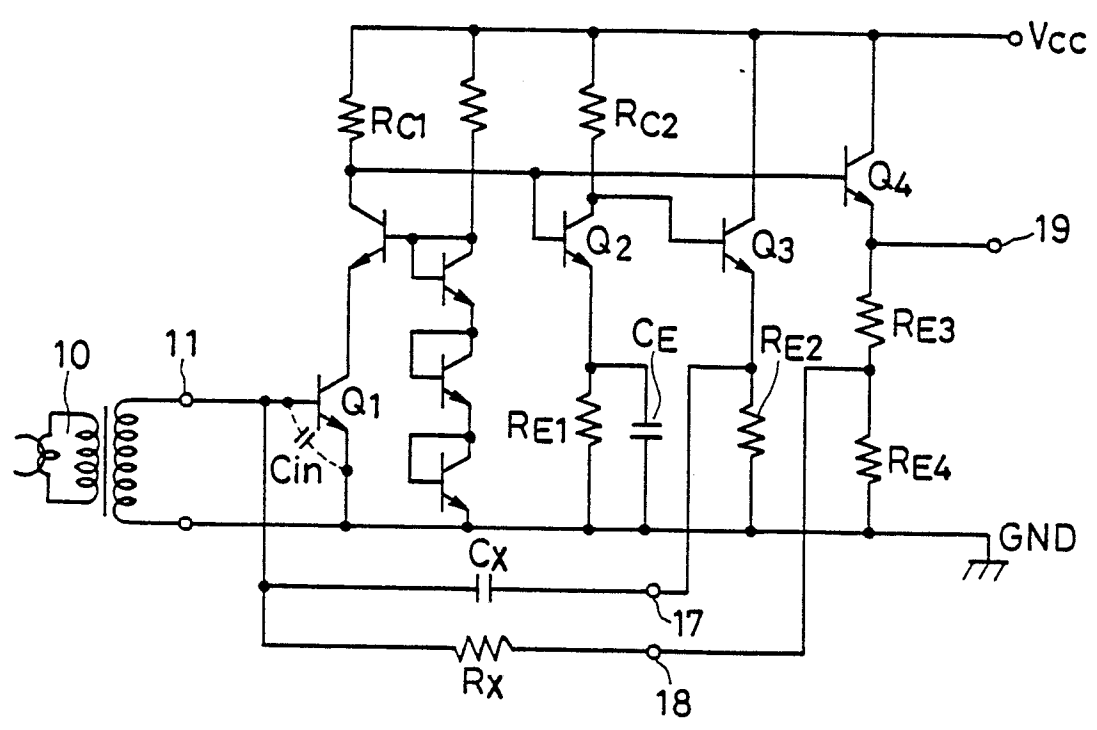 VCC
RC1
RC2
Q4
Q2
Q3
19
10
11
CE
RE2
RE3
Q1
RE1
Cin
RE4
CX
GND
17
RX
18